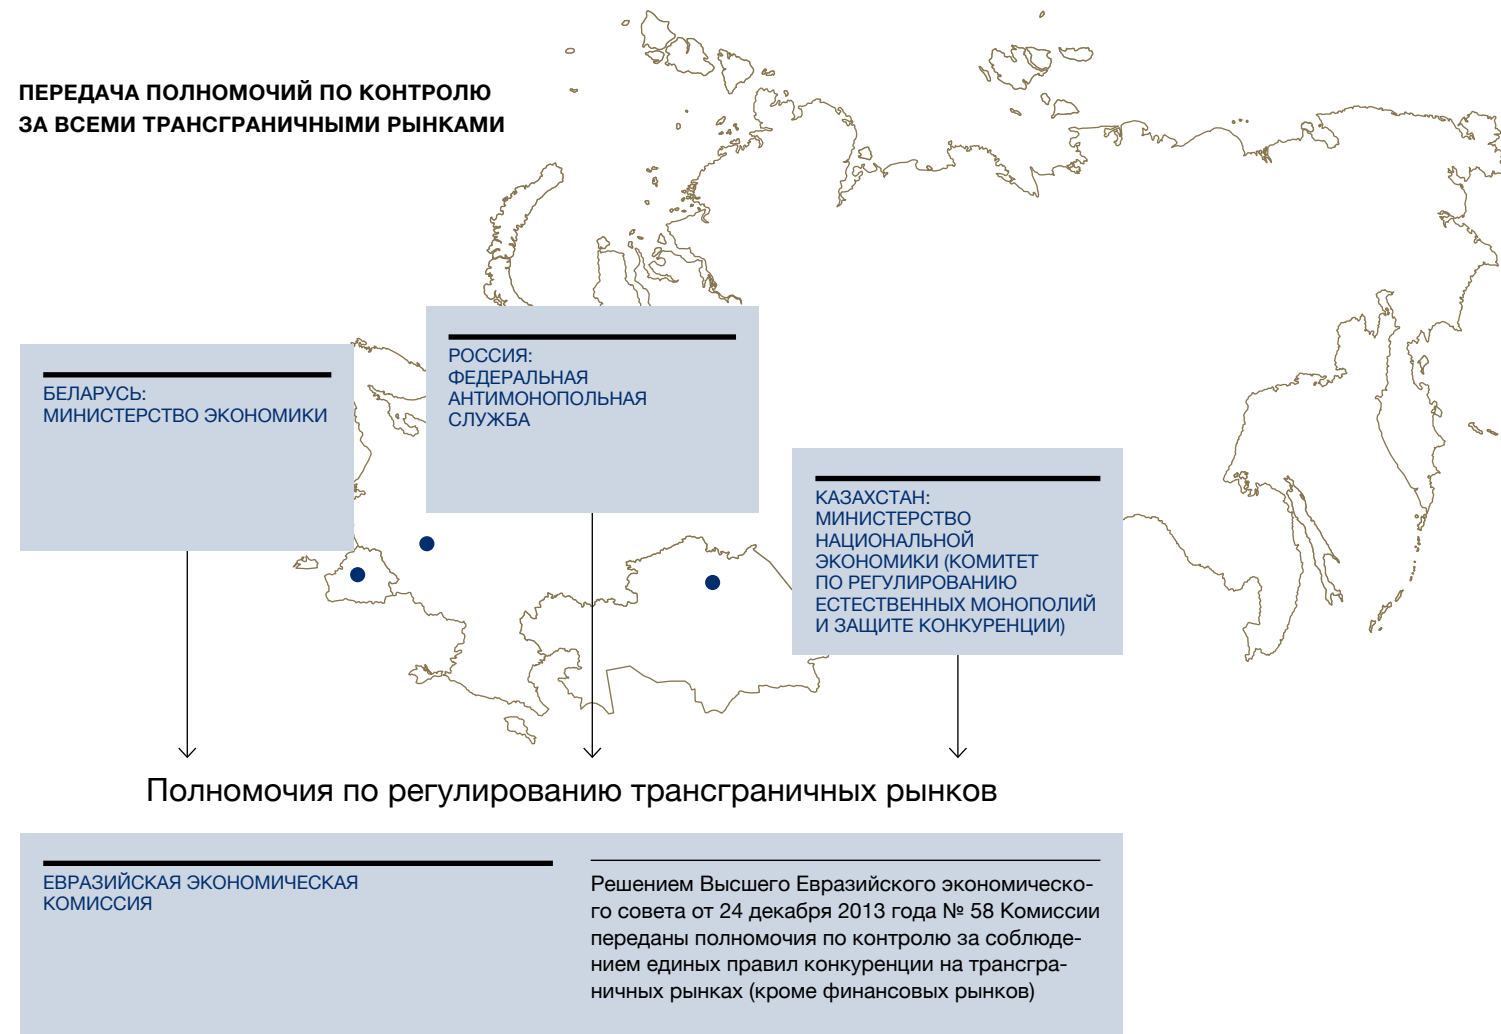 ПЕРЕДАЧА ПОЛНОМОЧИЙ ПО КОНТРОЛЮ
ЗА ВСЕМИ ТРАНСГРАНИЧНЫМИ РЫНКАМИ
БЕЛАРУСЬ:
МИНИСТЕРСТВО ЭКОНОМИКИ
РОССИЯ:
ФЕДЕРАЛЬНАЯ
АНТИМОНОПОЛЬНАЯ
СЛУЖБА
КАЗАХСТАН:
МИНИСТЕРСТВО
НАЦИОНАЛЬНОЙ
ЭКОНОМИКИ (КОМИТЕТ
ПО РЕГУЛИРОВАНИЮ
ЕСТЕСТВЕННЫХ МОНОПОЛИЙ
И ЗАЩИТЕ КОНКУРЕНЦИИ)
Полномочия по регулированию трансграничных рынков
ЕВРАЗИЙСКАЯ ЭКОНОМИЧЕСКАЯ
КОМИССИЯ
Решением Высшего Евразийского экономическо-
го совета от 24 декабря 2013 года № 58 Комиссии
переданы полномочия по контролю за соблюде-
нием единых правил конкуренции на трансгра-
ничных рынках (кроме финансовых рынков)